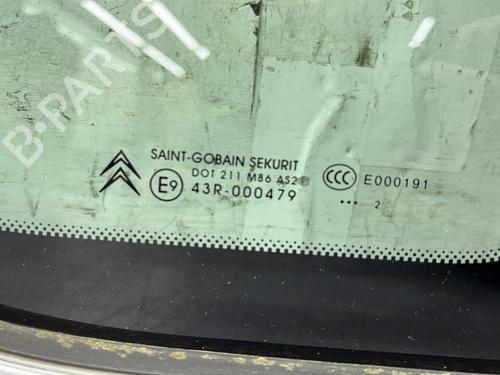 B-PARTS
SAINT-GOBAIN SEKURIT
DOT 211 M86 AS2
E9 43R-000479
CCC E000191
••• 2